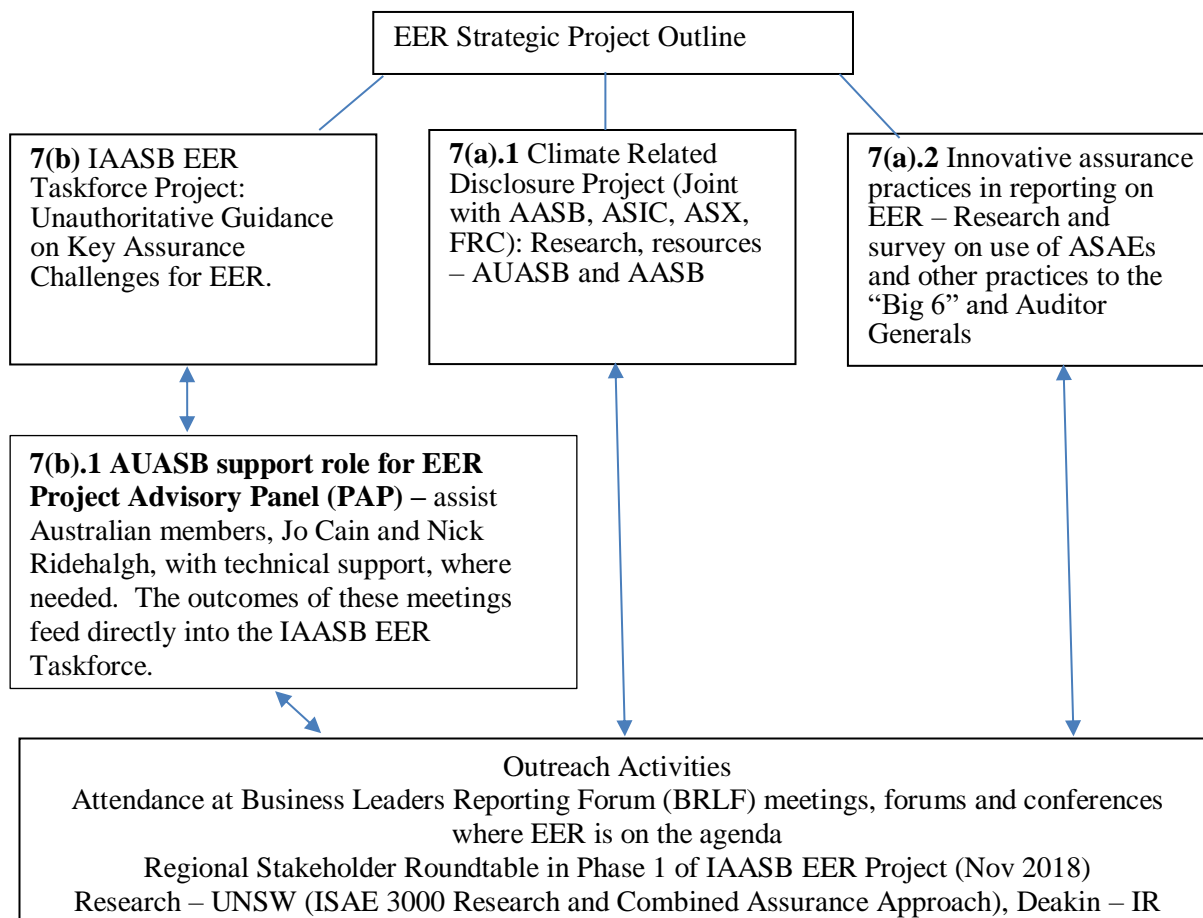 EER Strategic Project Outline
7(b) IAASB EER
Taskforce Project:
Unauthoritative Guidance
on Key Assurance
Challenges for EER.
7(a).1 Climate Related
Disclosure Project (Joint
with AASB, ASIC, ASX,
FRC): Research, resources
– AUASB and AASB
7(a).2 Innovative assurance
practices in reporting on
EER – Research and
survey on use of ASAEs
and other practices to the
“Big 6” and Auditor
Generals
7(b).1 AUASB support role for EER
Project Advisory Panel (PAP) – assist
Australian members, Jo Cain and Nick
Ridehalgh, with technical support, where
needed.  The outcomes of these meetings
feed directly into the IAASB EER
Taskforce.
Outreach Activities
Attendance at Business Leaders Reporting Forum (BRLF) meetings, forums and conferences
where EER is on the agenda
Regional Stakeholder Roundtable in Phase 1 of IAASB EER Project (Nov 2018)
Research – UNSW (ISAE 3000 Research and Combined Assurance Approach), Deakin – IR